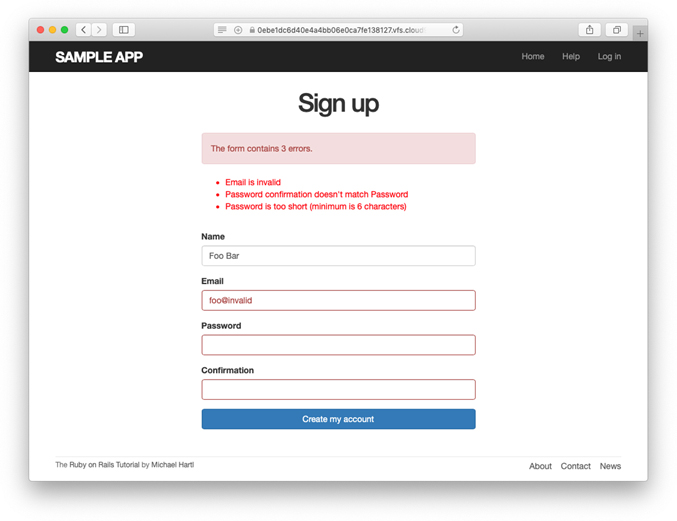 0ebe1dc6d40e4a4bb06e0ca7fe138127.vfs.cloud
SAMPLE APP
Home Help Log in
Sign up
The form contains 3 errors.
Email is invalid
Password confirmation doesn't match Password
Password is too short (minimum is 6 characters)
Name
Foo Bar
Email
foo@invalid
Password
Confirmation
Create my account
The Ruby on Rails Tutorial by Michael Hartl
About Contact News